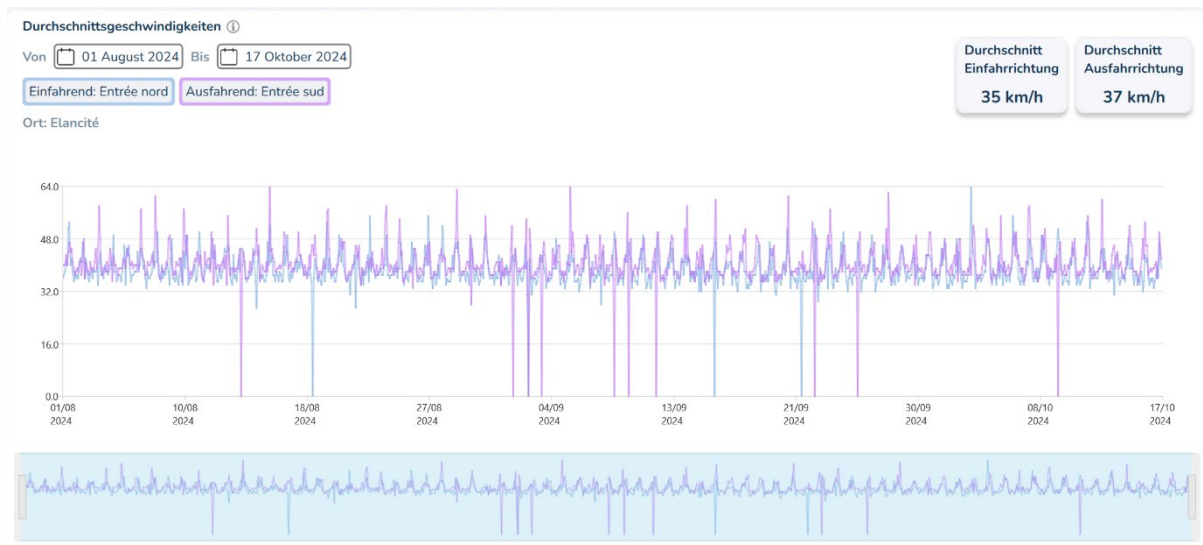 Durchschnittsgeschwindigkeiten ⓘ
Von 01 August 2024 Bis 17 Oktober 2024
Einfahrend: Entrée nord Ausfahrend: Entrée sud
Ort: Elancité
Durchschnitt Einfahrrichtung
35 km/h
Durchschnitt Ausfahrrichtung
37 km/h
64.0
48.0
32.0
16.0
0.0
01/08 2024
10/08 2024
18/08 2024
27/08 2024
04/09 2024
13/09 2024
21/09 2024
30/09 2024
08/10 2024
17/10 2024